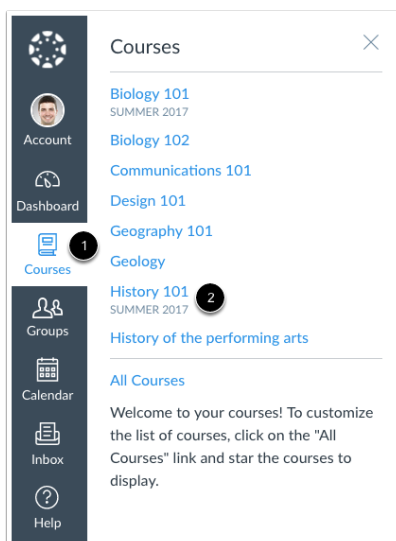 Account
Dashboard
1
Courses
Groups
Calendar
Inbox
Help
Courses
Biology 101
SUMMER 2017
Biology 102
Communications 101
Design 101
Geography 101
Geology
History 101
2
SUMMER 2017
History of the performing arts
All Courses
Welcome to your courses! To customize
the list of courses, click on the "All
Courses" link and star the courses to
display.